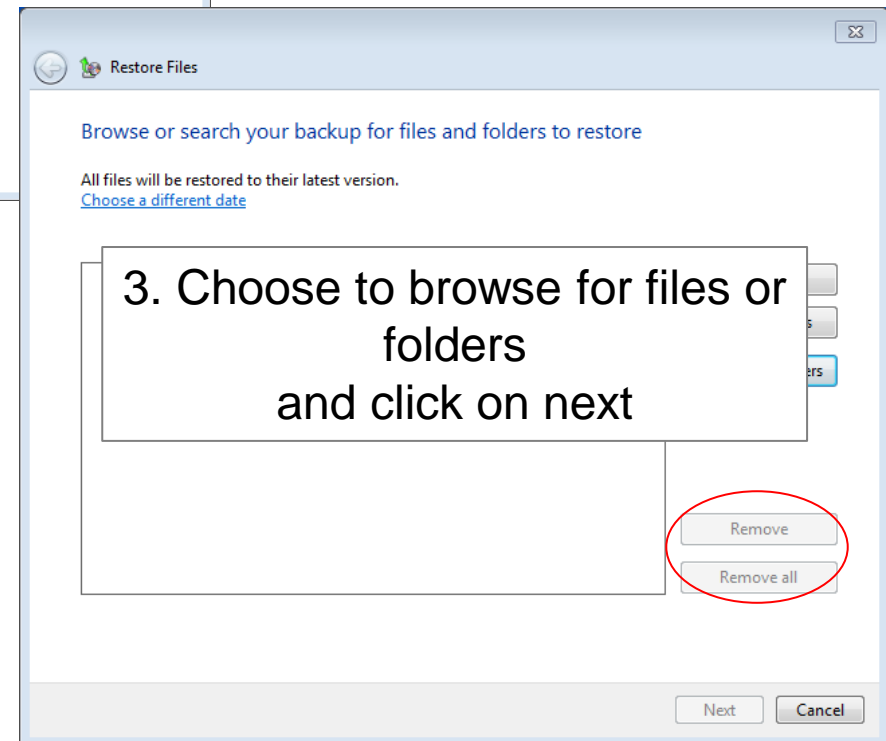 Restore Files
Browse or search your backup for files and folders to restore
All files will be restored to their latest version.
Choose a different date
3. Choose to browse for files or
folders
and click on next
Remove
Remove all
Next
Cancel